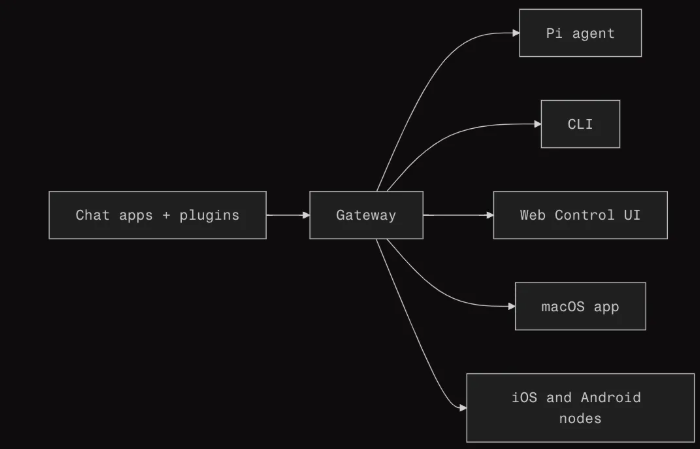 Pi agent
CLI
Chat apps + plugins
Gateway
Web Control UI
macOS app
iOS and Android
nodes